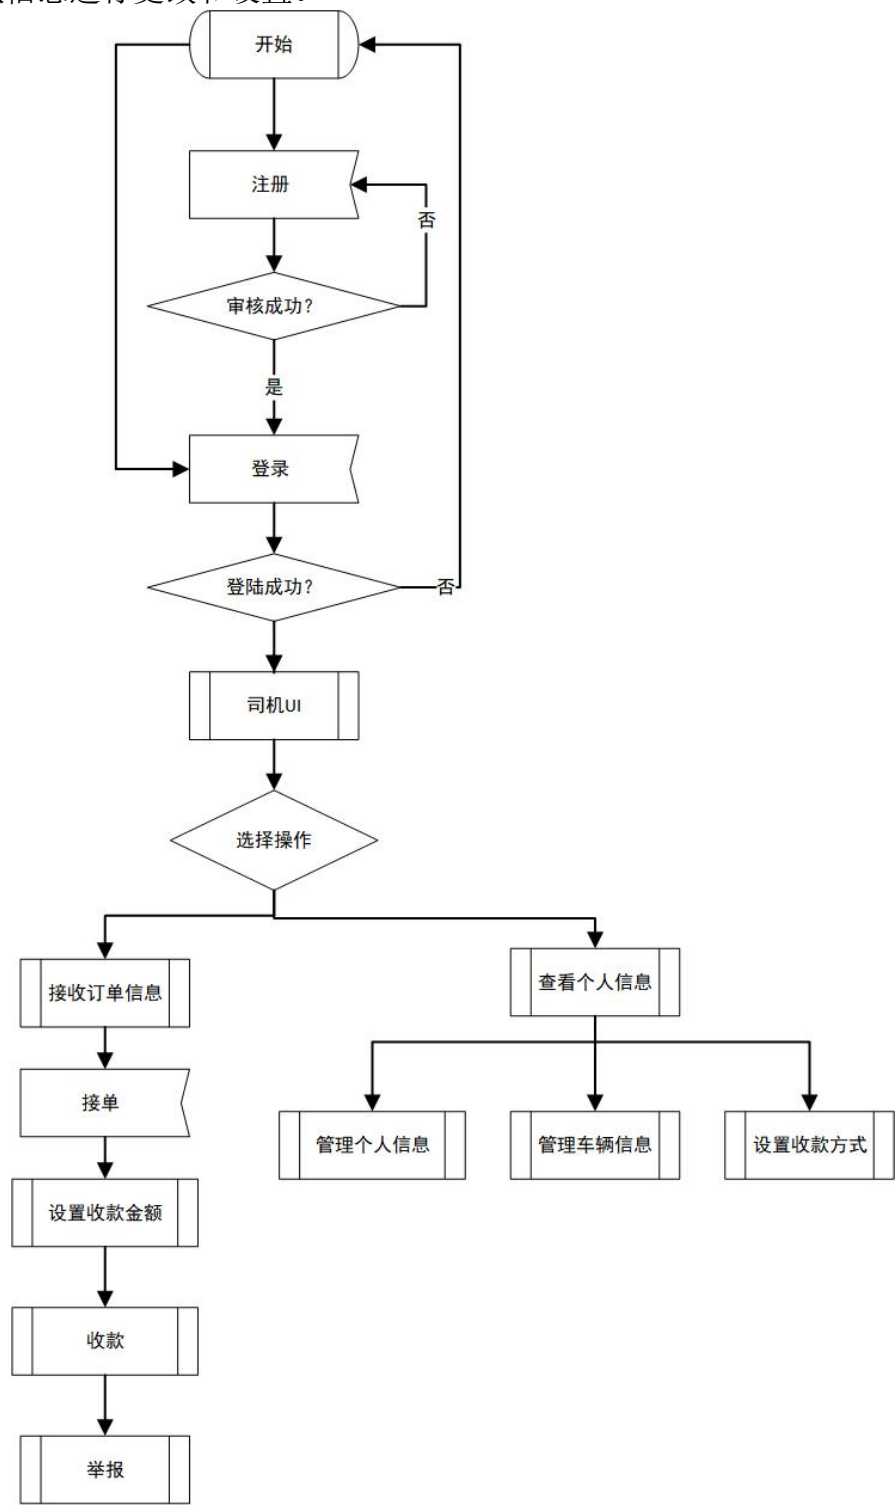 开始
注册
否
审核成功？
是
登录
登陆成功？
否
司机UI
选择操作
接收订单信息
查看个人信息
接单
管理个人信息
管理车辆信息
设置收款方式
设置收款金额
收款
举报